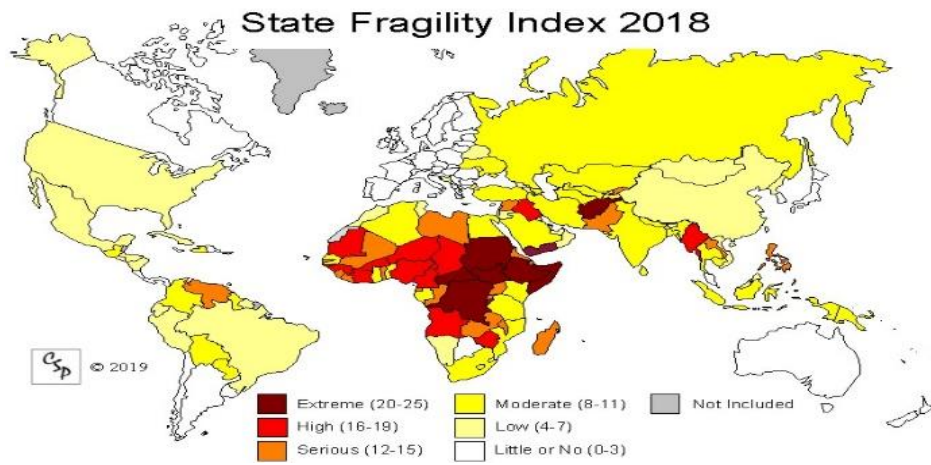 State Fragility Index 2018
CSP © 2019
Extreme (20-25)
High (16-19)
Serious (12-15)
Moderate (8-11)
Low (4-7)
Little or No (0-3)
Not Included